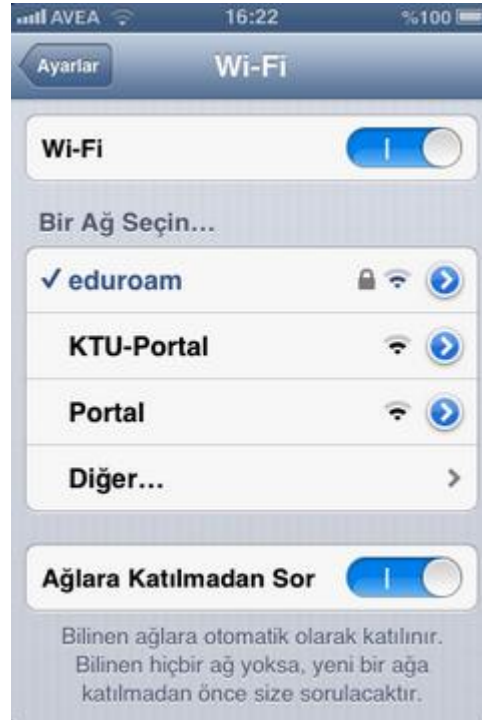 AVEA 16:22 %100
Ayarlar Wi-Fi
Wi-Fi
Bir Ağ Seçin...
eduroam
KTU-Portal
Portal
Diğer...
Ağlara Katılmadan Sor
Bilinen ağlara otomatik olarak katılınır.
Bilinen hiçbir ağ yoksa, yeni bir ağa
katılmadan önce size sorulacaktır.